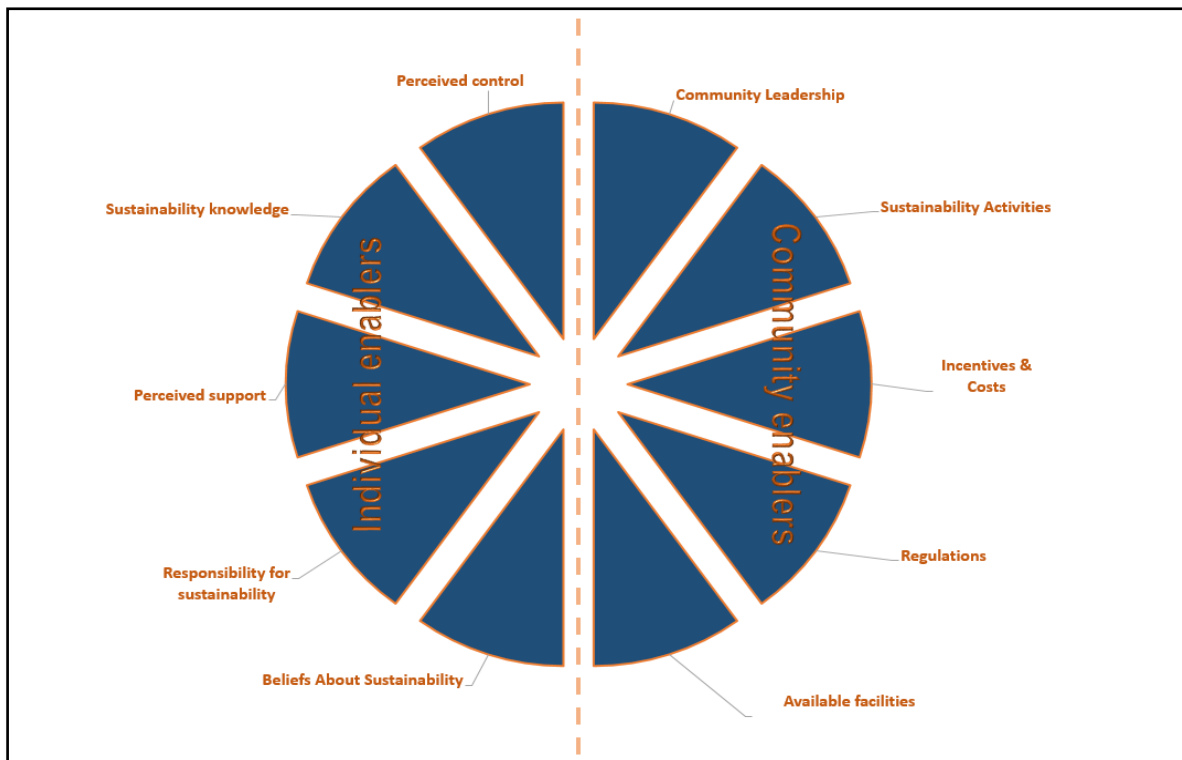 Perceived control
Community Leadership
Sustainability knowledge
Sustainability Activities
Individual enablers
Community enablers
Perceived support
Incentives &
Costs
Responsibility for
sustainability
Regulations
Beliefs About Sustainability
Available facilities